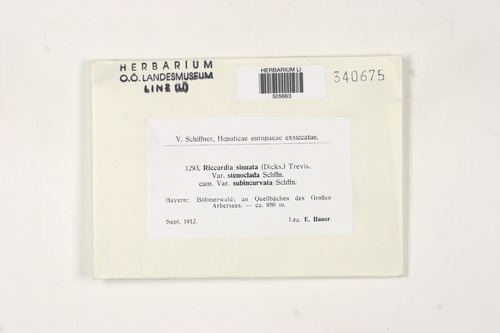 HERBARIUM
O.Ö. LANDESMUSEUM
LINZ (LI)
HERBARIUM LI
505663
340675
V. Schiffner, Hepaticae europaeae exsiccatae.
1293. Riccardia sinuata (Dicks.) Trevis.
Var. stenoclada Schffn.
cum. Var. subincurvata Schffn.
Bayern: Böhmerwald; an Quellbächen des Großen
Arbersees. — ca. 950 m.
Sept. 1912.
Leg. E. Bauer